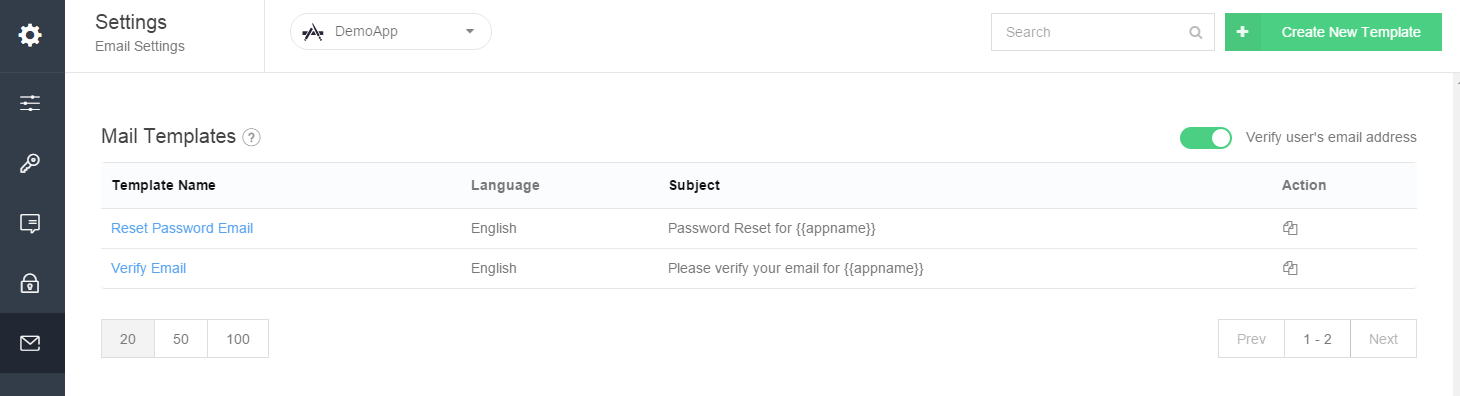 Settings
Email Settings
DemoApp
Search
+ Create New Template
Mail Templates ?
Verify user's email address
Template Name Language Subject Action
Reset Password Email English Password Reset for {{appname}}
Verify Email English Please verify your email for {{appname}}
20 50 100
Prev 1 - 2 Next